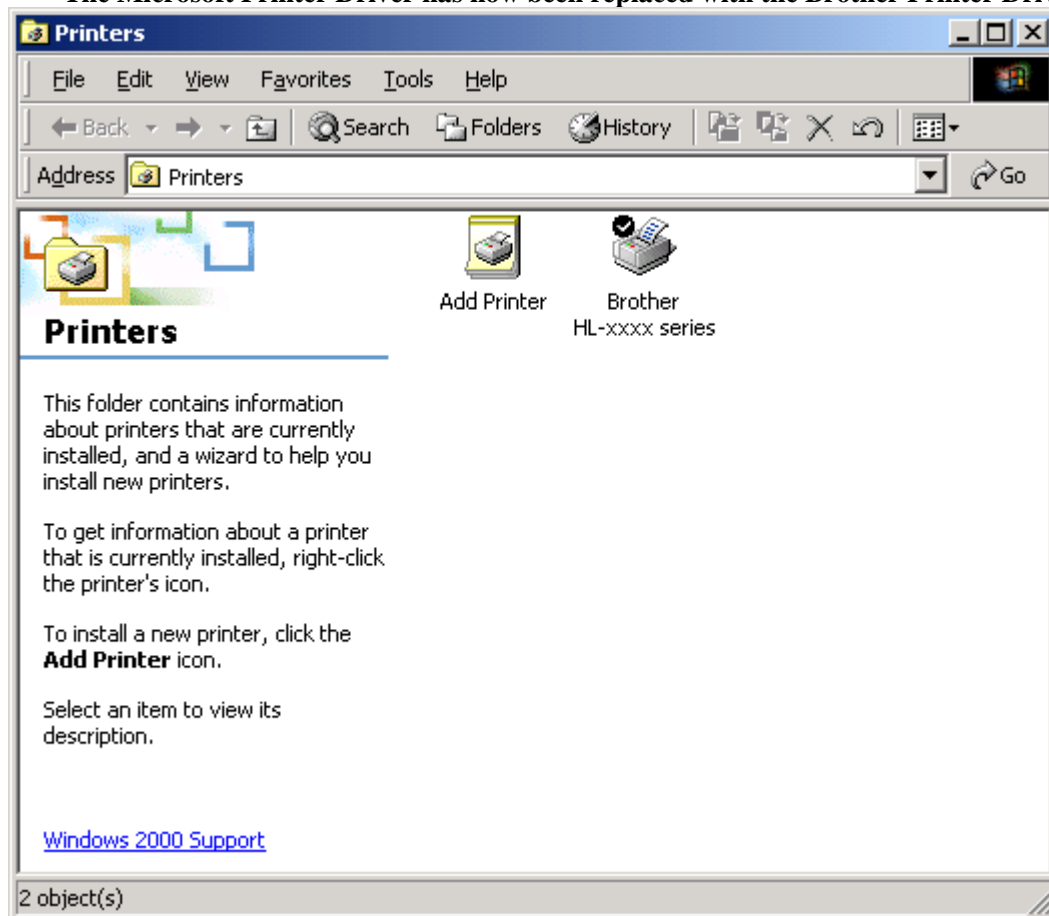 The Microsoft Printer Driver has now been replaced with the Brother Printer
Printers
File Edit View Favorites Tools Help
Back Search Folders History
Address Printers Go
Add Printer
Brother
HL-xxxx series
Printers
This folder contains information
about printers that are currently
installed, and a wizard to help you
install new printers.
To get information about a printer
that is currently installed, right-click
the printer's icon.
To install a new printer, click the
Add Printer icon.
Select an item to view its
description.
Windows 2000 Support
2 object(s)